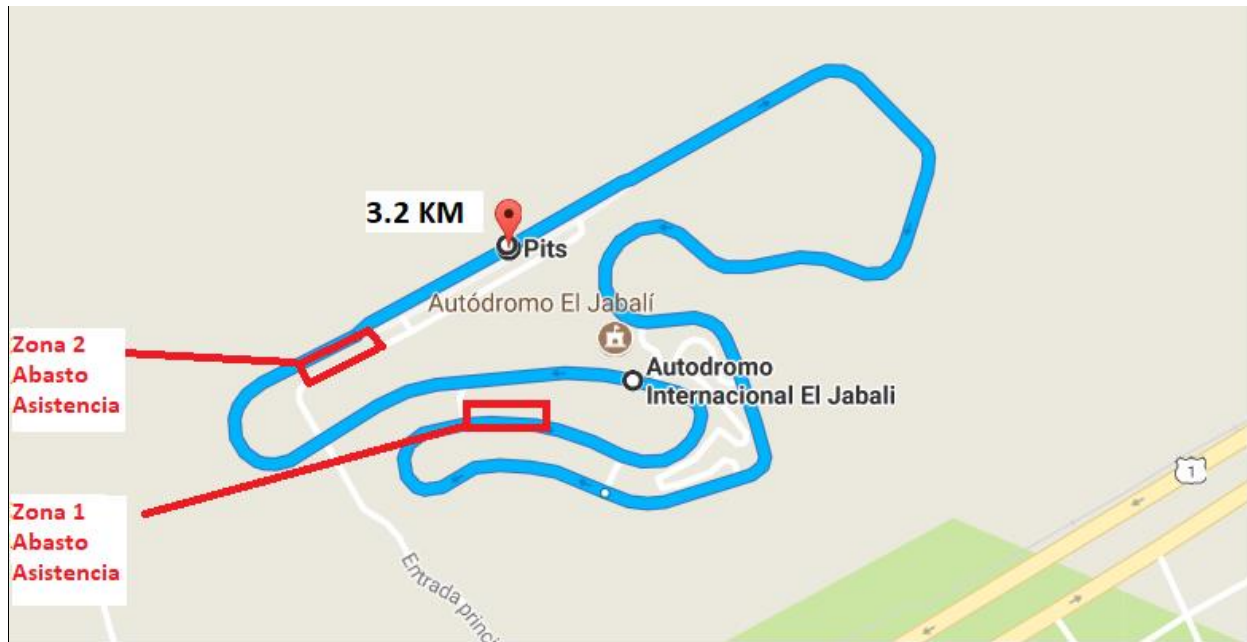 3.2 KM
Pits
Autódromo El Jabalí
Zona 2
Abasto
Asistencia
Autodromo
Internacional El Jabali
1
Zona 1
Abasto
Asistencia
Entrada princi